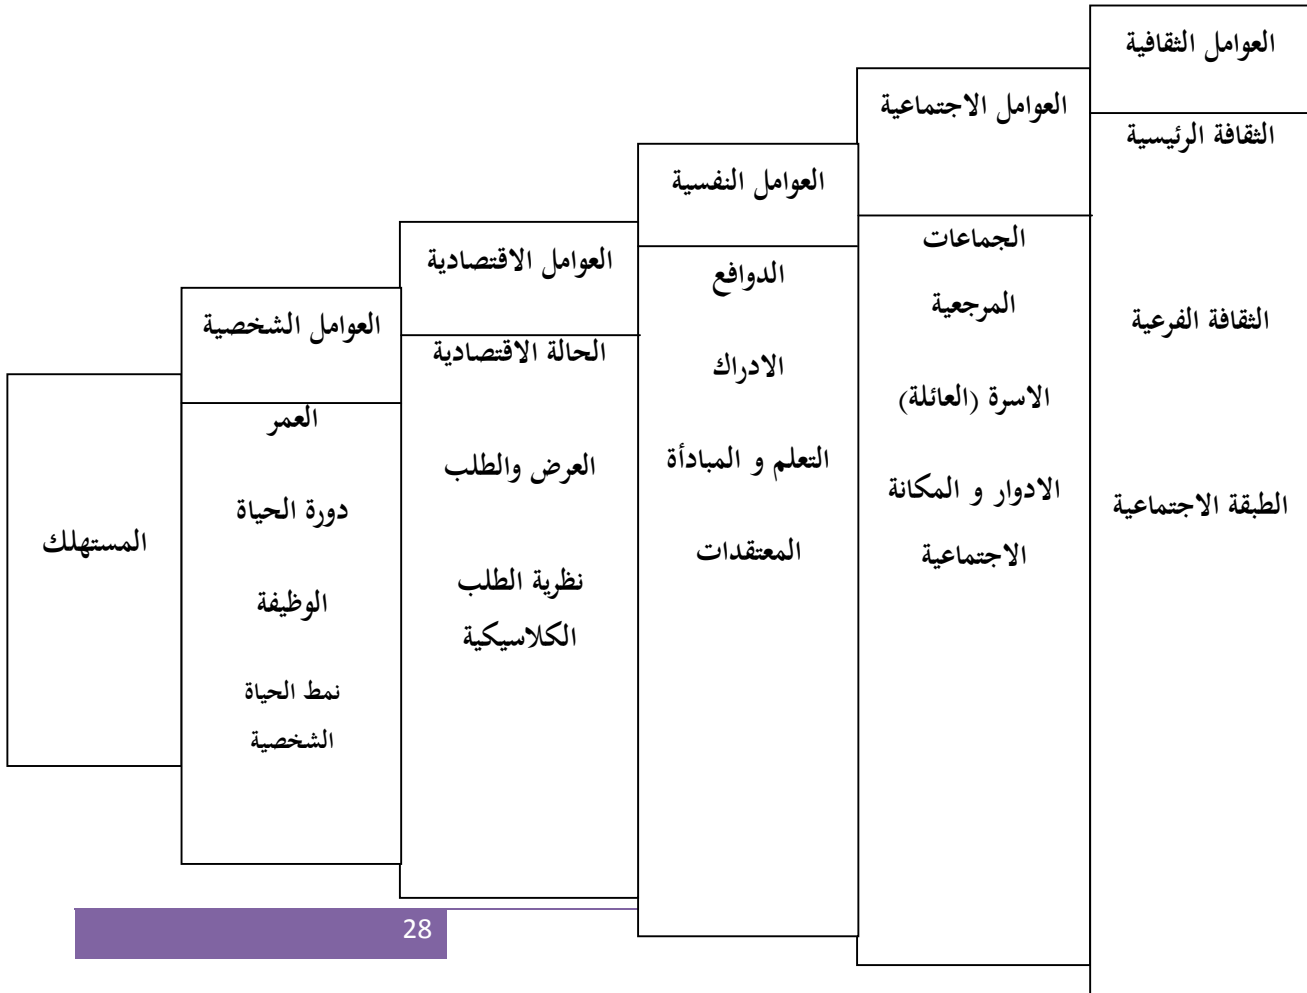 العوامل الثقافية
الثقافة الرئيسية
الثقافة الفرعية
الطبقة الاجتماعية
العوامل الاجتماعية
الجماعات
المرجعية
الاسرة (العائلة)
الادوار و المكانة
الاجتماعية
العوامل النفسية
الدوافع
الادراك
التعلم و المبادأة
المعتقدات
العوامل الاقتصادية
الحالة الاقتصادية
العرض والطلب
نظرية الطلب
الكلاسيكية
العوامل الشخصية
العمر
دورة الحياة
الوظيفة
نمط الحياة
الشخصية
المستهلك
28